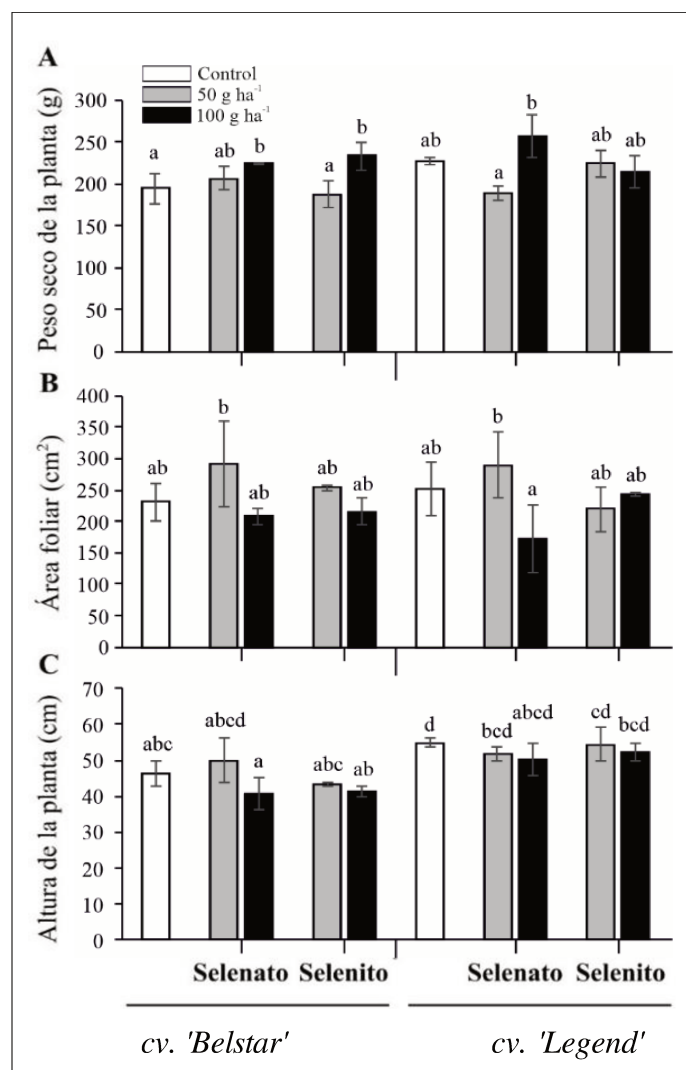 A
Control
50 g ha⁻¹
100 g ha⁻¹
Peso seco de la planta (g)
300
250
200
150
100
50
0
a ab b a b ab a b ab ab
B
Área foliar (cm²)
400
350
300
250
200
150
100
50
0
ab b ab ab ab ab b a ab ab
C
Altura de la planta (cm)
70
60
50
40
30
20
10
0
abc abcd a abc ab d bcd abcd cd bcd
Selenato Selenito Selenato Selenito
cv. 'Belstar' cv. 'Legend'